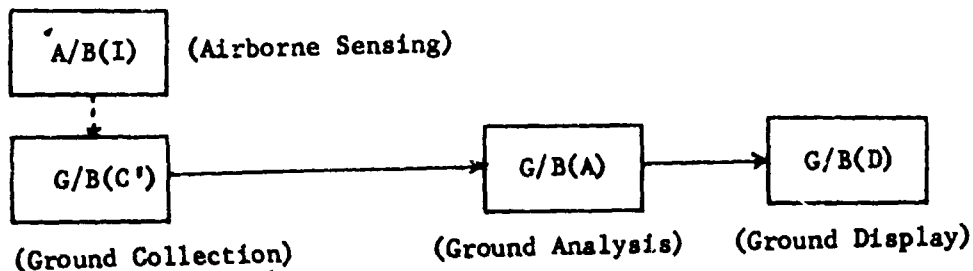 A/B(I) (Airborne Sensing)
G/B(C') G/B(A) G/B(D)
(Ground Collection) (Ground Analysis) (Ground Display)